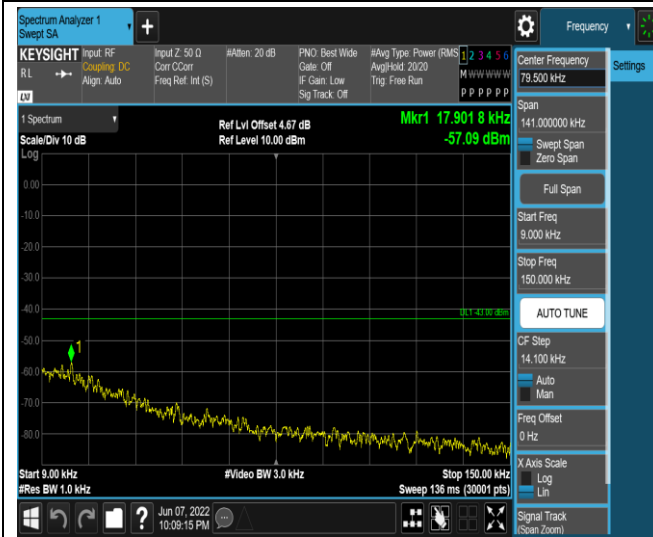 Spectrum Analyzer 1
Swept SA
Frequency
KEYSIGHT
RL
LXI
Input: RF
Coupling: DC
Align: Auto
Input Z: 50 Ω
Corr CCorr
Freq Ref: Int (S)
#Atten: 20 dB
PNO: Best Wide
Gate: Off
IF Gain: Low
Sig Track: Off
#Avg Type: Power (RMS
Avg|Hold: 20/20
Trig: Free Run
1 2 3 4 5 6
M W W W W W
P P P P P P
Center Frequency
79.500 kHz
Settings
Span
141.000000 kHz
Swept Span
Zero Span
Full Span
Start Freq
9.000 kHz
Stop Freq
150.000 kHz
AUTO TUNE
CF Step
14.100 kHz
Auto
Man
Freq Offset
0 Hz
X Axis Scale
Log
Lin
Signal Track
(Span Zoom)
1 Spectrum
Scale/Div 10 dB
Ref Lvl Offset 4.67 dB
Ref Level 10.00 dBm
Mkr1 17.901 8 kHz
-57.09 dBm
Log
0.00
-10.0
-20.0
-30.0
-40.0
DL1 -43.00 dBm
-50.0
1
-60.0
-70.0
-80.0
Start 9.00 kHz
#Res BW 1.0 kHz
#Video BW 3.0 kHz
Stop 150.00 kHz
Sweep 136 ms (30001 pts)
?
Jun 07, 2022
10:09:15 PM